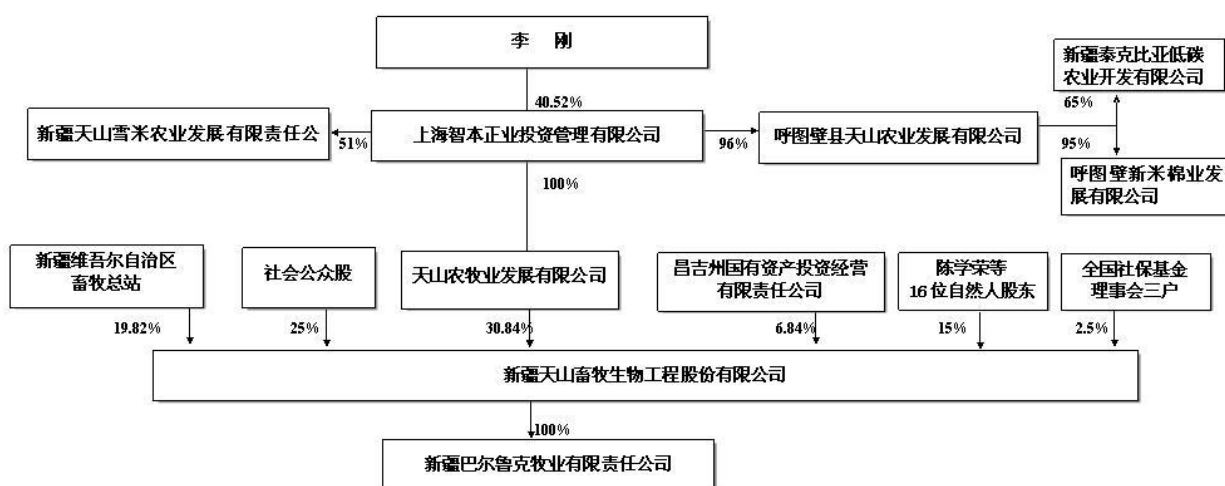 李 刚
新疆泰克比亚低碳
农业开发有限公司
40.52%
65%
新疆天山雪米农业发展有限责任公
51%
上海智本正业投资管理有限公司
96%
呼图壁县天山农业发展有限公司
95%
100%
呼图壁新米棉业发
展有限公司
新疆维吾尔自治区
畜牧总站
社会公众股
天山农牧业发展有限公司
昌吉州国有资产投资经营
有限责任公司
陈学荣等
16 位自然人股东
全国社保基金
理事会三户
19.82%
25%
30.84%
6.84%
15%
2.5%
新疆天山畜牧生物工程股份有限公司
100%
新疆巴尔鲁克牧业有限责任公司